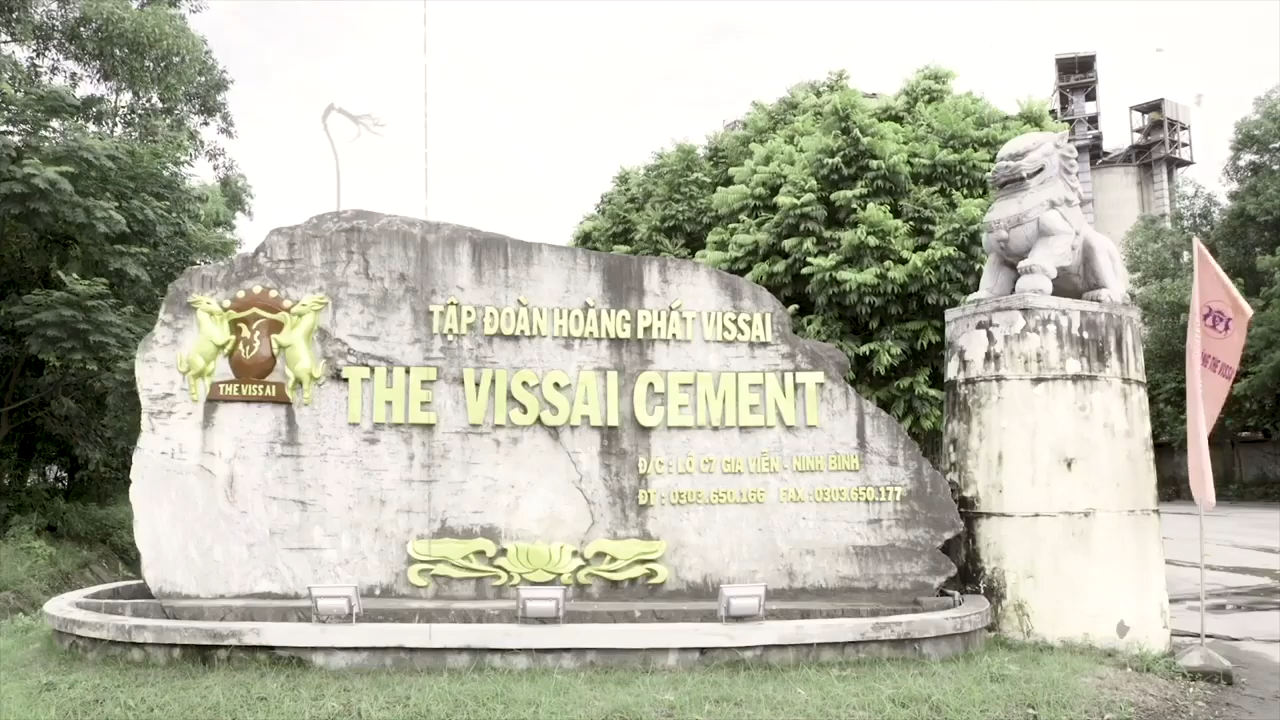 TẬP ĐOÀN HOÀNG PHÁT VISSAI
THE VISSAI CEMENT
THE VISSAI
Đ/C : LÔ C7 GIA VIỄN - NINH BÌNH
ĐT : 0303.650.166 FAX : 0303.650.177